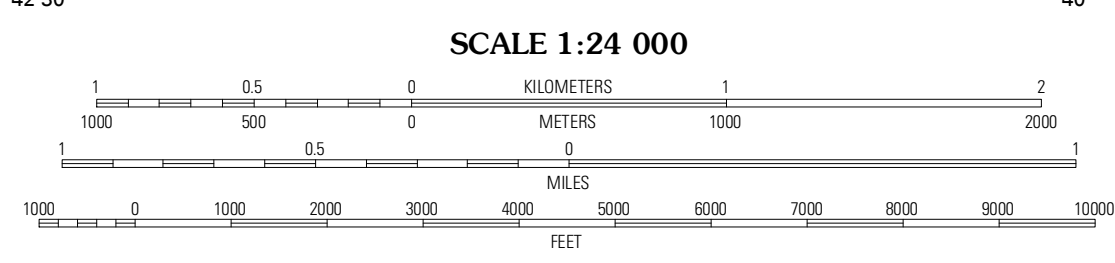 42'30"
40'
SCALE 1:24 000
1 0.5 0 KILOMETERS 1 2
1000 500 0 METERS 1000 2000
1 0.5 0 1
MILES
1000 0 1000 2000 3000 4000 5000 6000 7000 8000 9000 10000
FEET